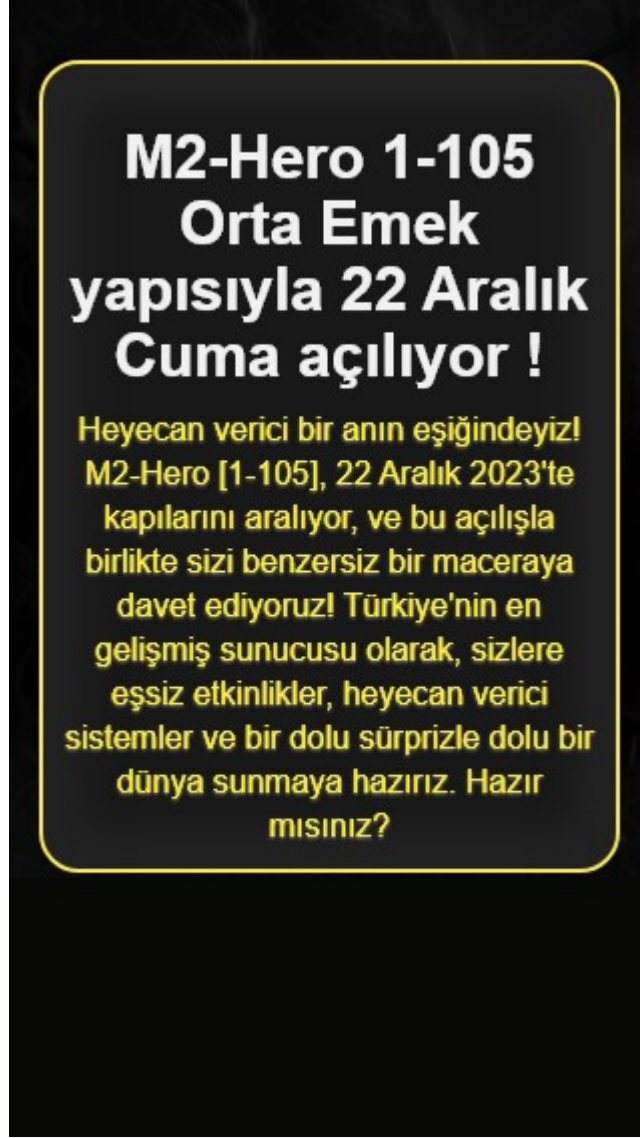 M2-Hero 1-105
Orta Emek
yapısıyla 22 Aralık
Cuma açılıyor !
Heyecan verici bir anın eşiğindeyiz!
M2-Hero [1-105], 22 Aralık 2023'te
kapılarını aralıyor, ve bu açılışla
birlikte sizi benzersiz bir maceraya
davet ediyoruz! Türkiye'nin en
gelişmiş sunucusu olarak, sizlere
eşsiz etkinlikler, heyecan verici
sistemler ve bir dolu sürprizle dolu bir
dünya sunmaya hazırız. Hazır
mısınız?